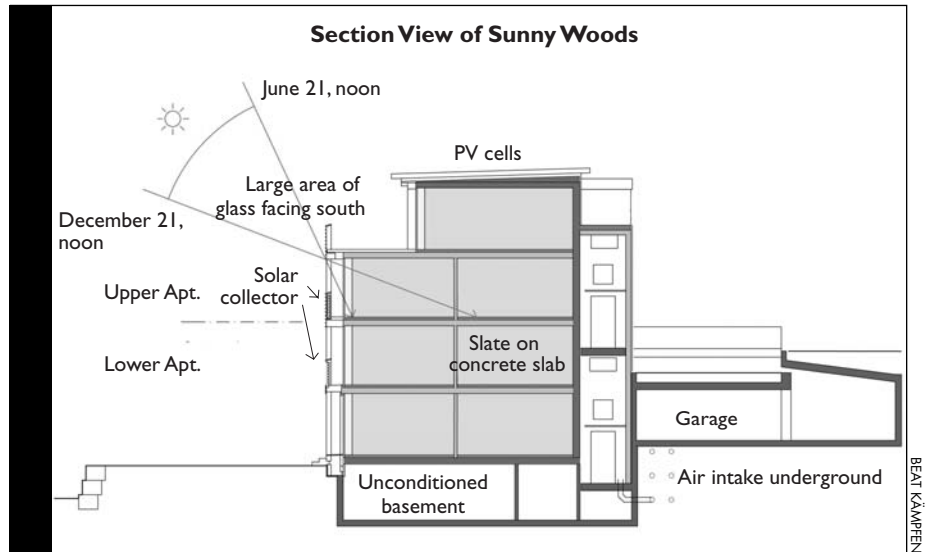 Section View of Sunny Woods
June 21, noon
PV cells
Large area of
glass facing south
December 21,
noon
Solar
collector
Upper Apt.
Lower Apt.
Slate on
concrete slab
Garage
Unconditioned
basement
Air intake underground
BEAT KÄMPFEN